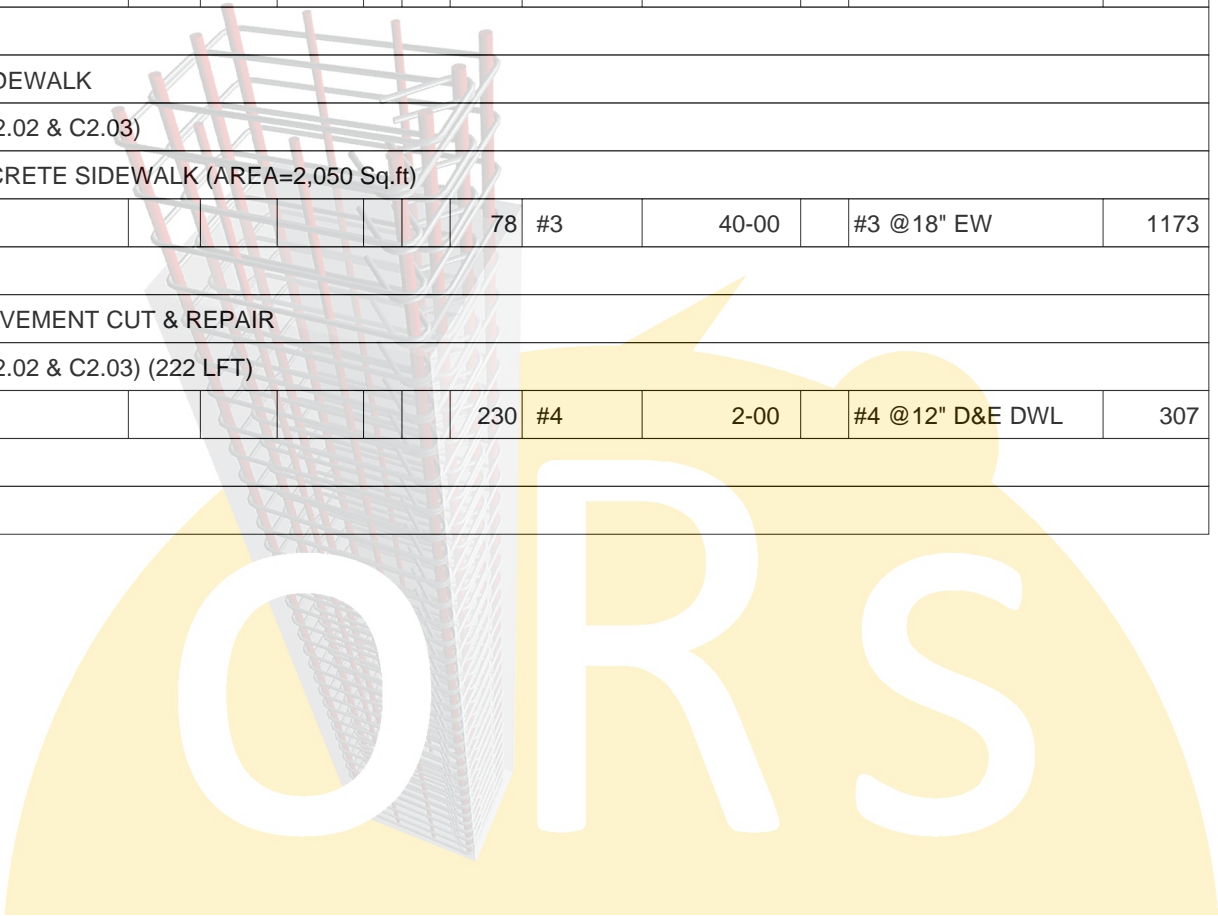 DEWALK
2.02 & C2.03)
CRETE SIDEWALK (AREA=2,050 Sq.ft)
78 #3 40-00 #3 @18" EW 1173
VEMENT CUT & REPAIR
2.02 & C2.03) (222 LFT)
230 #4 2-00 #4 @12" D&E DWL 307
ORS